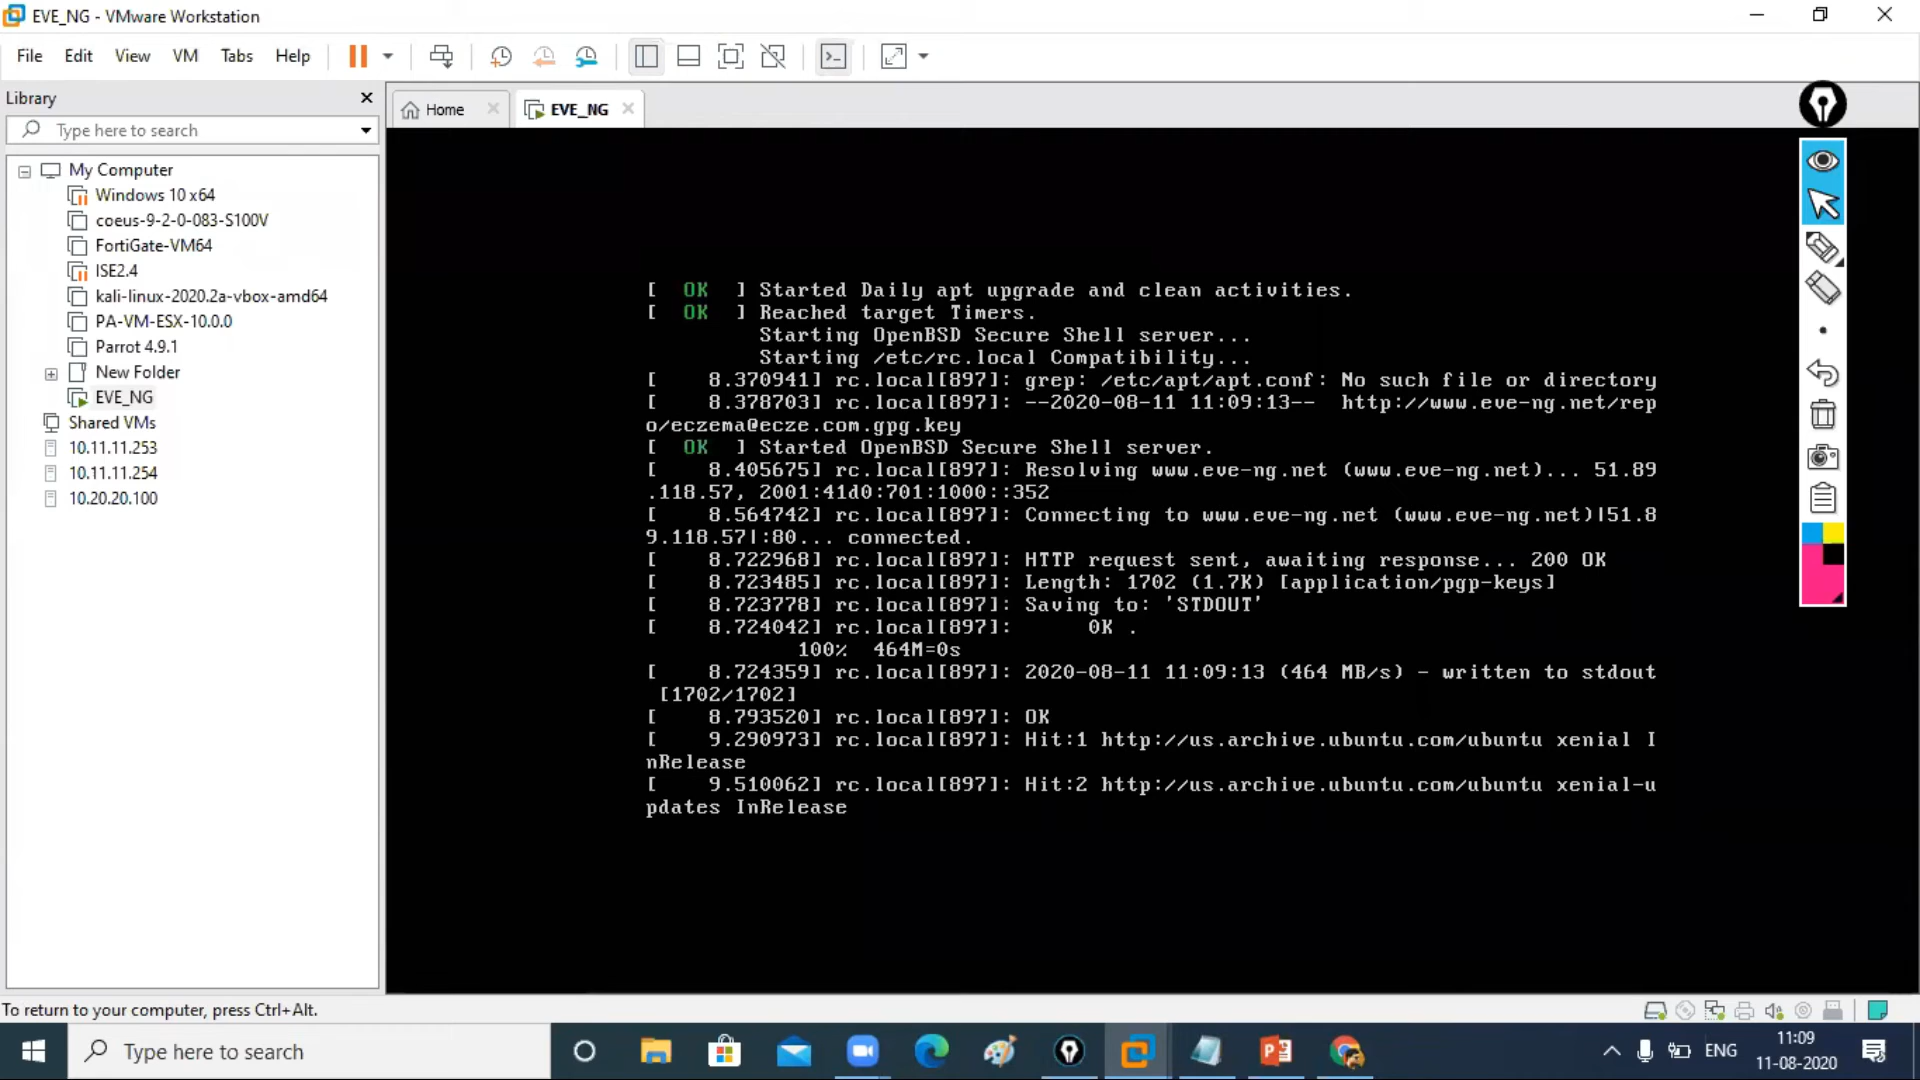 EVE_NG - VMware Workstation
File Edit View VM Tabs Help
Library
Home
EVE_NG
Type here to search
My Computer
Windows 10 x64
coeus-9-2-0-083-S100V
FortiGate-VM64
ISE2.4
kali-linux-2020.2a-vbox-amd64
PA-VM-ESX-10.0.0
Parrot 4.9.1
New Folder
EVE_NG
Shared VMs
10.11.11.253
10.11.11.254
10.20.20.100
[  OK  ] Started Daily apt upgrade and clean activities.
[  OK  ] Reached target Timers.
Starting OpenBSD Secure Shell server...
Starting /etc/rc.local Compatibility...
[    8.370941] rc.local[897]: grep: /etc/apt/apt.conf: No such file or directory
[    8.378703] rc.local[897]: --2020-08-11 11:09:13--  http://www.eve-ng.net/rep
o/eczema@ecze.com.gpg.key
[  OK  ] Started OpenBSD Secure Shell server.
[    8.405675] rc.local[897]: Resolving www.eve-ng.net (www.eve-ng.net)... 51.89
.118.57, 2001:41d0:701:1000::352
[    8.564742] rc.local[897]: Connecting to www.eve-ng.net (www.eve-ng.net)|51.8
9.118.57|:80... connected.
[    8.722968] rc.local[897]: HTTP request sent, awaiting response... 200 OK
[    8.723485] rc.local[897]: Length: 1702 (1.7K) [application/pgp-keys]
[    8.723778] rc.local[897]: Saving to: 'STDOUT'
[    8.724042] rc.local[897]:      0K .
100%  464M=0s
[    8.724359] rc.local[897]: 2020-08-11 11:09:13 (464 MB/s) - written to stdout
[1702/1702]
[    8.793520] rc.local[897]: OK
[    9.290973] rc.local[897]: Hit:1 http://us.archive.ubuntu.com/ubuntu xenial I
nRelease
[    9.510062] rc.local[897]: Hit:2 http://us.archive.ubuntu.com/ubuntu xenial-u
pdates InRelease
To return to your computer, press Ctrl+Alt.
Type here to search
ENG
11:09
11-08-2020